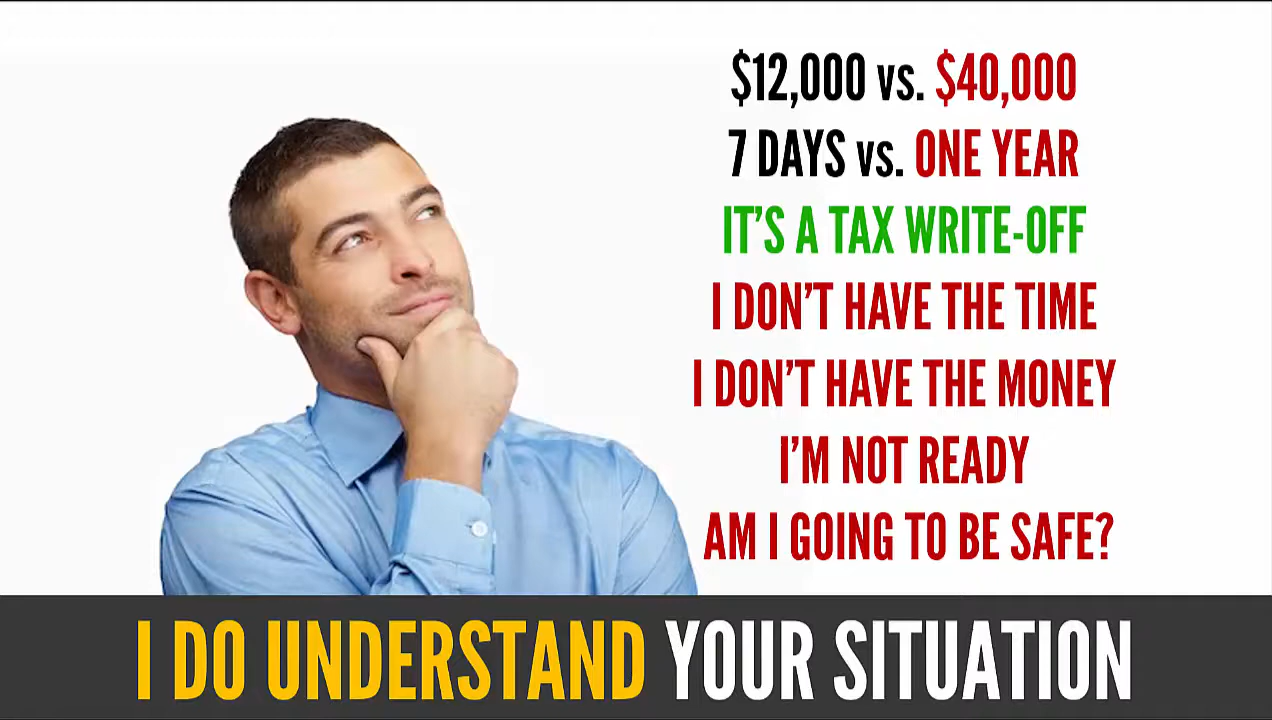 $12,000 vs. $40,000
7 DAYS vs. ONE YEAR
IT'S A TAX WRITE-OFF
I DON'T HAVE THE TIME
I DON'T HAVE THE MONEY
I'M NOT READY
AM I GOING TO BE SAFE?
I DO UNDERSTAND YOUR SITUATION